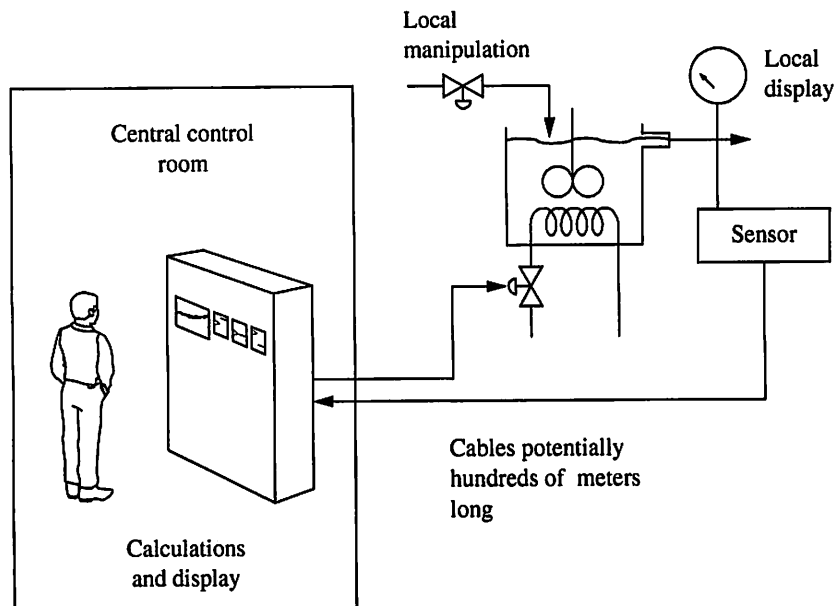 Local
manipulation
Local
display
Central control
room
Sensor
Cables potentially
hundreds of meters
long
Calculations
and display